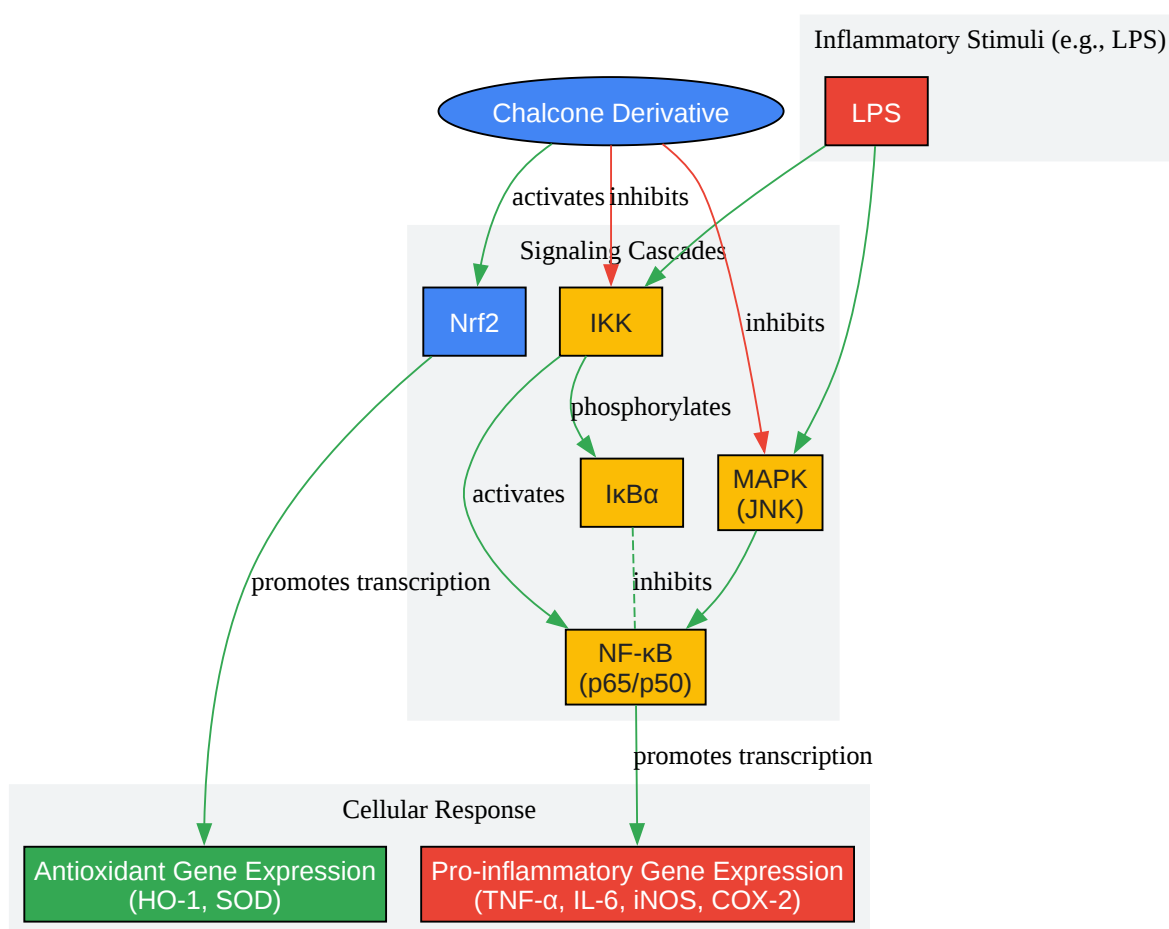 Inflammatory Stimuli (e.g., LPS)
Chalcone Derivative
LPS
activates
inhibits
Signaling Cascades
Nrf2
IKK
inhibits
phosphorylates
activates
IκBα
MAPK
(JNK)
promotes transcription
inhibits
NF-κB
(p65/p50)
promotes transcription
Cellular Response
Antioxidant Gene Expression
(HO-1, SOD)
Pro-inflammatory Gene Expression
(TNF-α, IL-6, iNOS, COX-2)